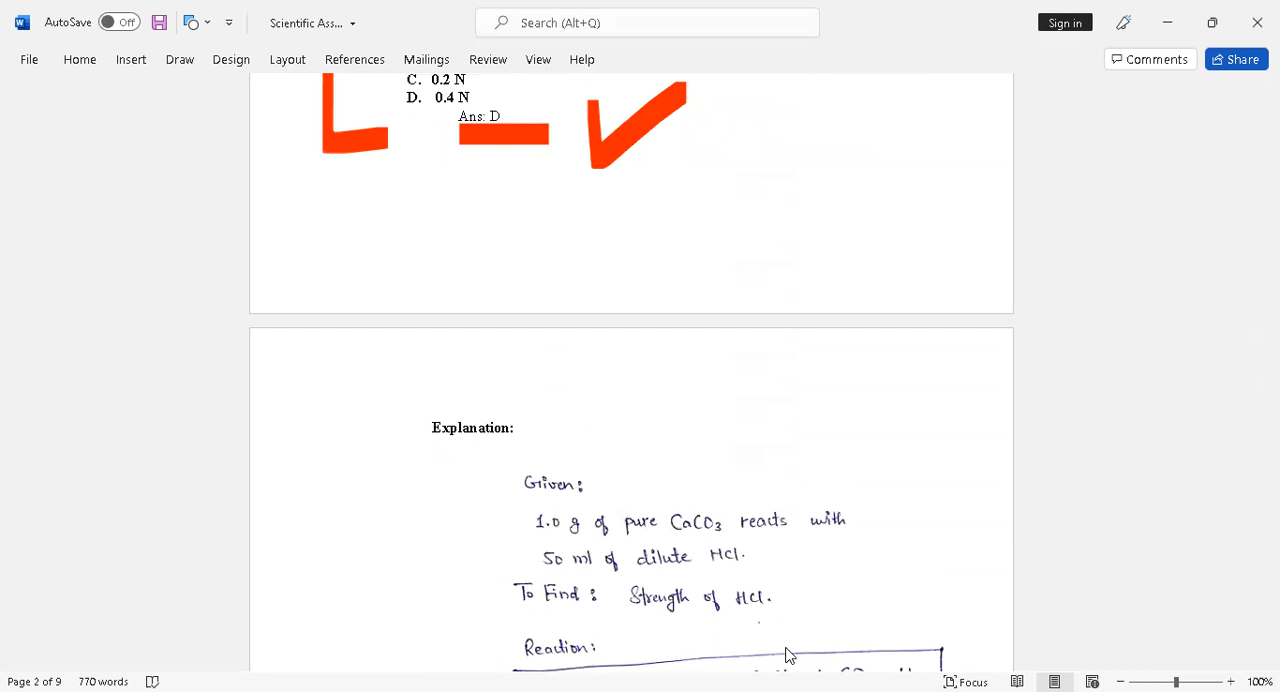 AutoSave Off Scientific Ass... Search (Alt+Q) Sign in
File Home Insert Draw Design Layout References Mailings Review View Help Comments Share
C. 0.2 N
D. 0.4 N
Ans: D
Explanation:
Given:
1.0 g of pure CaCO3 reacts with
50 ml of dilute HCl.
To Find: Strength of HCl.
Reaction:
Page 2 of 9 770 words Focus 100%